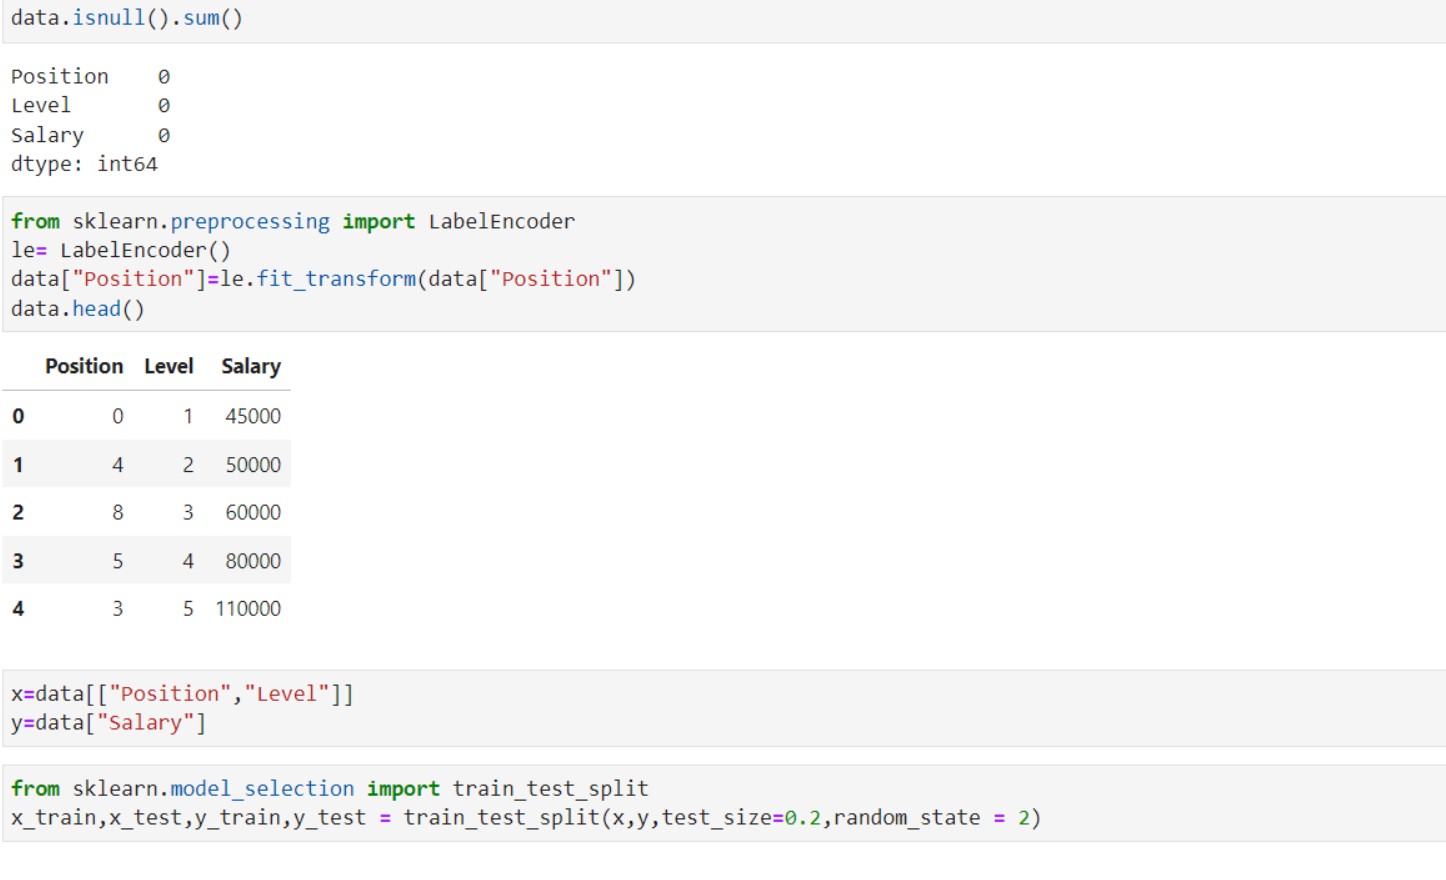 data.isnull().sum()
Position    0
Level       0
Salary      0
dtype: int64
from sklearn.preprocessing import LabelEncoder
le= LabelEncoder()
data["Position"]=le.fit_transform(data["Position"])
data.head()
Position Level Salary
0 0 1 45000
1 4 2 50000
2 8 3 60000
3 5 4 80000
4 3 5 110000
x=data[["Position","Level"]]
y=data["Salary"]
from sklearn.model_selection import train_test_split
x_train,x_test,y_train,y_test = train_test_split(x,y,test_size=0.2,random_state = 2)